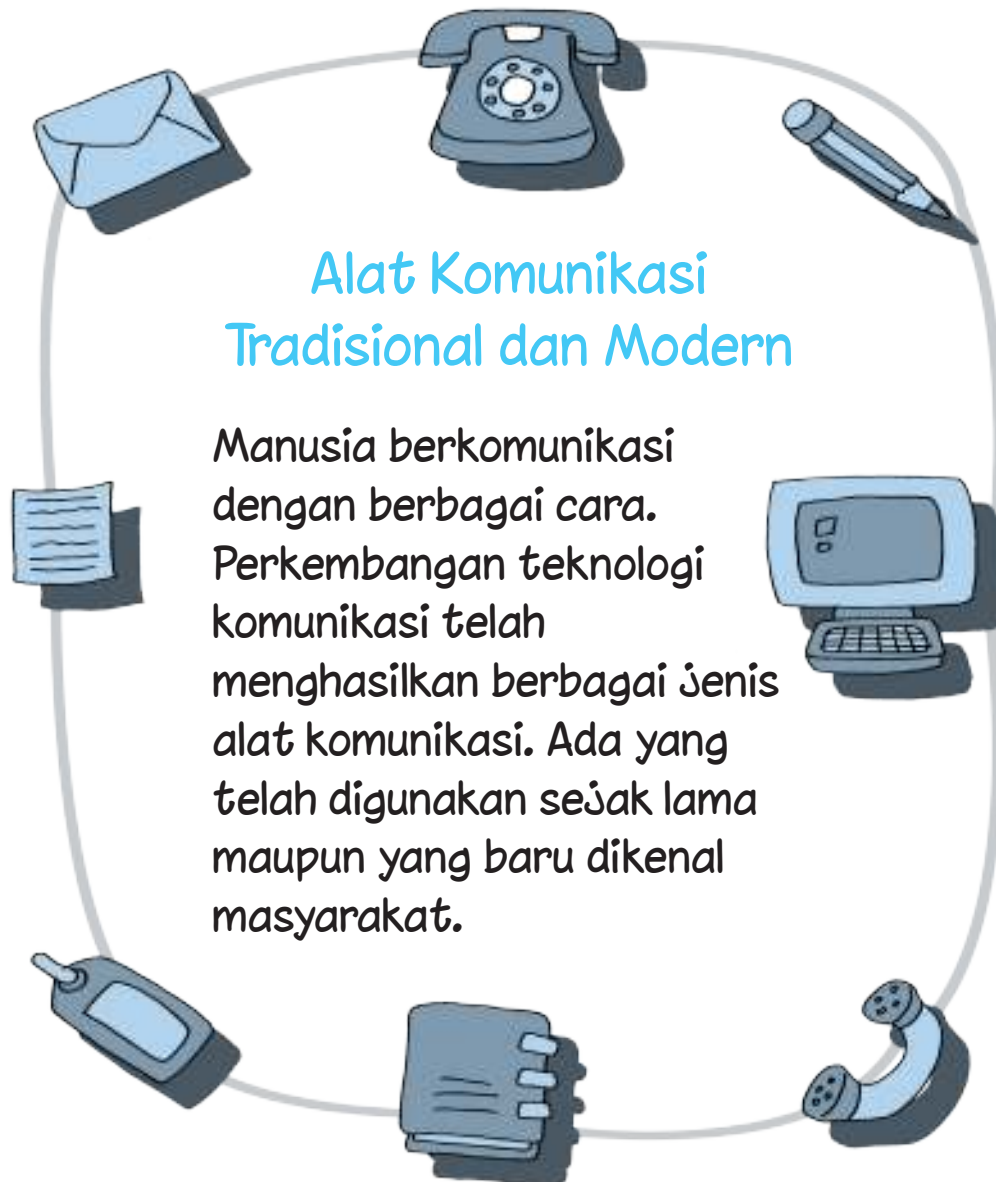 Alat Komunikasi
Tradisional dan Modern
Manusia berkomunikasi
dengan berbagai cara.
Perkembangan teknologi
komunikasi telah
menghasilkan berbagai jenis
alat komunikasi. Ada yang
telah digunakan sejak lama
maupun yang baru dikenal
masyarakat.